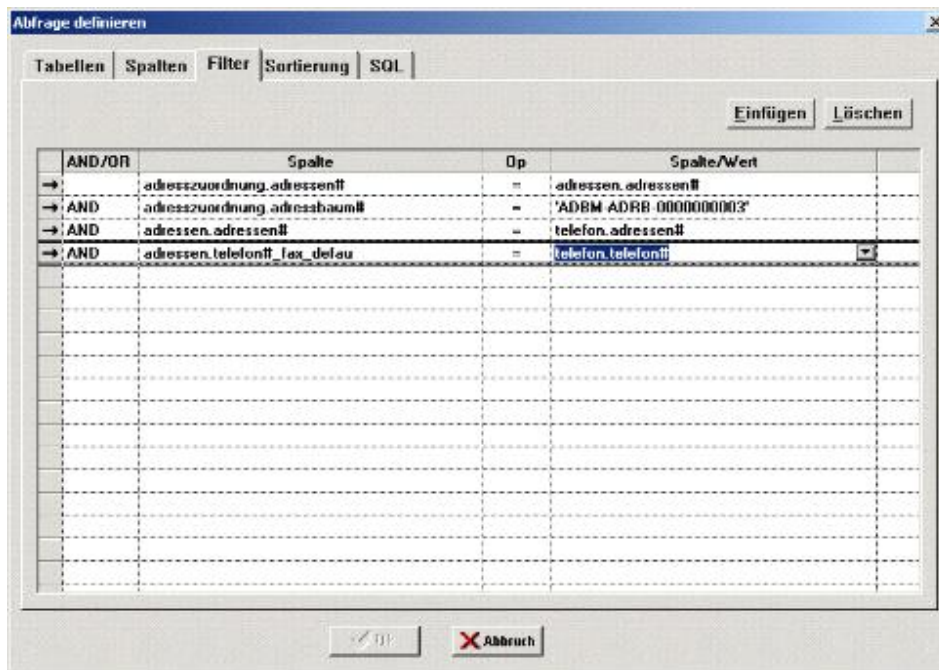 Abfrage definieren
Tabellen Spalten Filter Sortierung SQL
Einfügen Löschen
AND/OR Spalte Op Spalte/Wert
adresszuordnung.adressen# = adressen.adressen#
AND adresszuordnung.adressbaum# = 'ADBM-ADRB-0000000003'
AND adressen.adressen# = telefon.adressen#
AND adressen.telefon#_fax_defau = telefon.telefon#
OK Abbruch